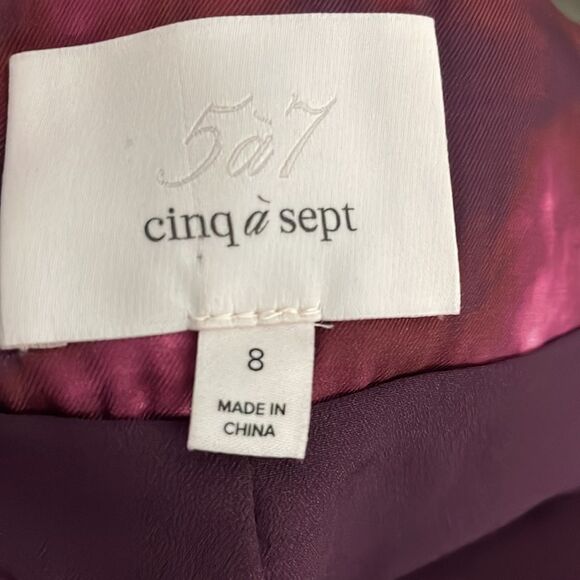 5à7
cinq à sept
8
MADE IN
CHINA